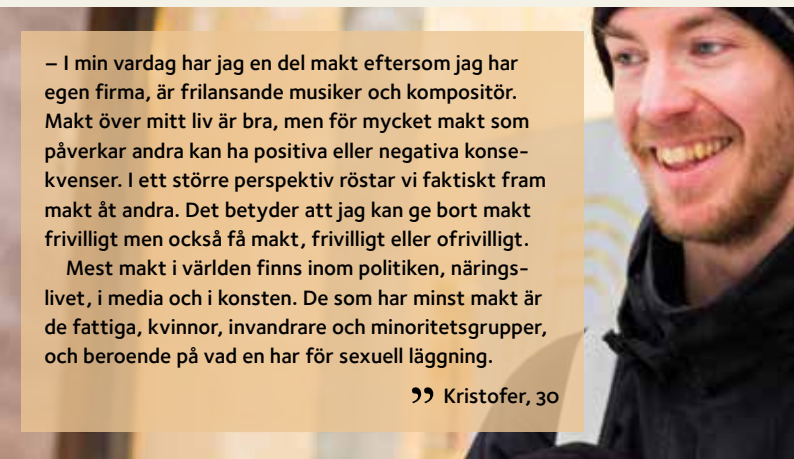 – I min vardag har jag en del makt eftersom jag har
egen firma, är frilansande musiker och kompositör.
Makt över mitt liv är bra, men för mycket makt som
påverkar andra kan ha positiva eller negativa konse-
kvenser. I ett större perspektiv röstar vi faktiskt fram
makt åt andra. Det betyder att jag kan ge bort makt
frivilligt men också få makt, frivilligt eller ofrivilligt.
Mest makt i världen finns inom politiken, närings-
livet, i media och i konsten. De som har minst makt är
de fattiga, kvinnor, invandrare och minoritetsgrupper,
och beroende på vad en har för sexuell läggning.
” Kristofer, 30